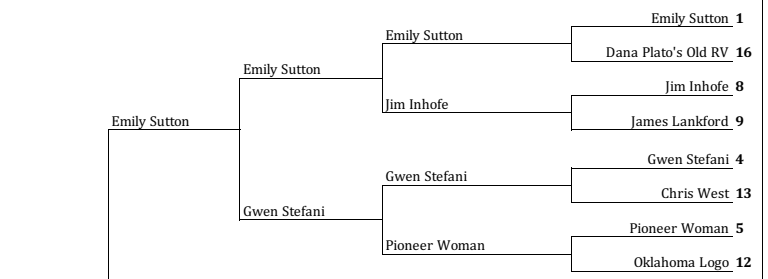 Emily Sutton 1
Emily Sutton
Dana Plato's Old RV 16
Emily Sutton
Jim Inhofe 8
Jim Inhofe
Emily Sutton
James Lankford 9
Gwen Stefani 4
Gwen Stefani
Chris West 13
Gwen Stefani
Pioneer Woman 5
Pioneer Woman
Oklahoma Logo 12